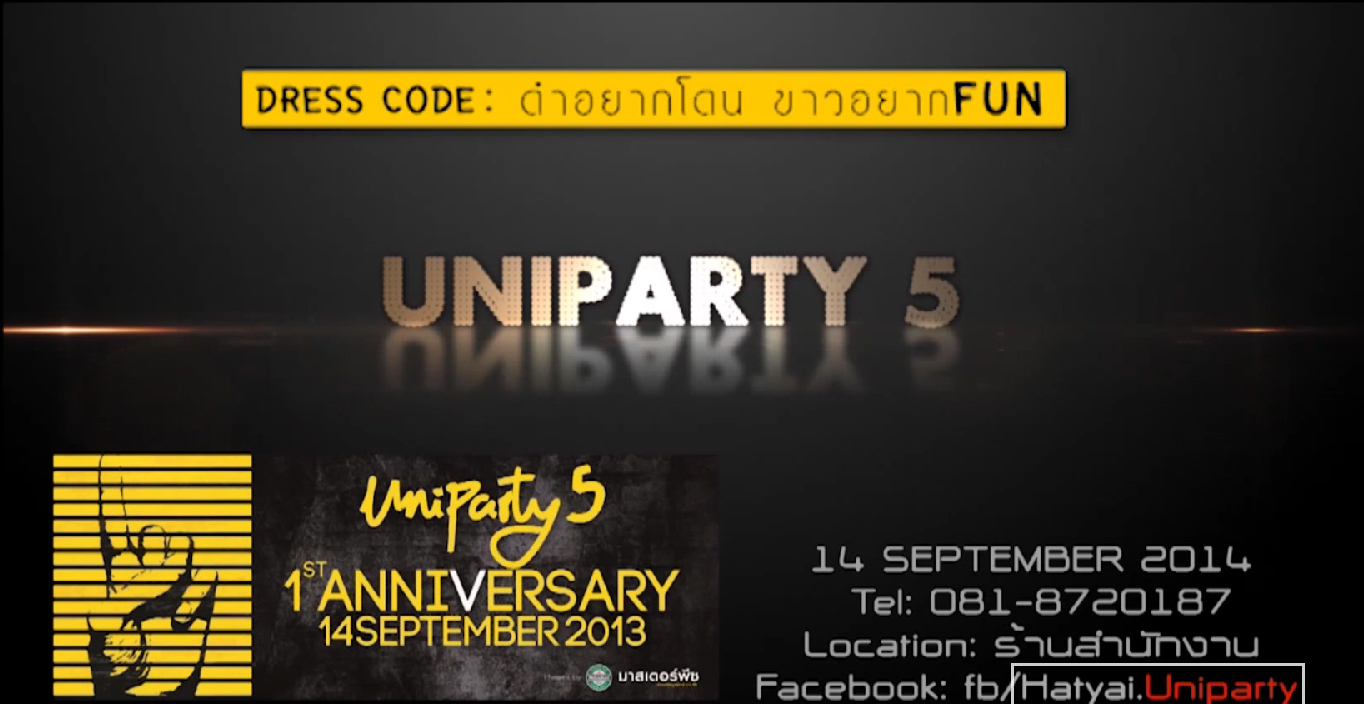 DRESS CODE: ดำอยากโดน ขาวอยากFUN
UNIPARTY 5
Uniparty 5
1ST ANNIVERSARY
14 SEPTEMBER 2013
มาสเตอร์พีซ
14 SEPTEMBER 2014
Tel: 081-8720187
Location: ร้านสำนักงาน
Facebook: fb/Hatyai.Uniparty